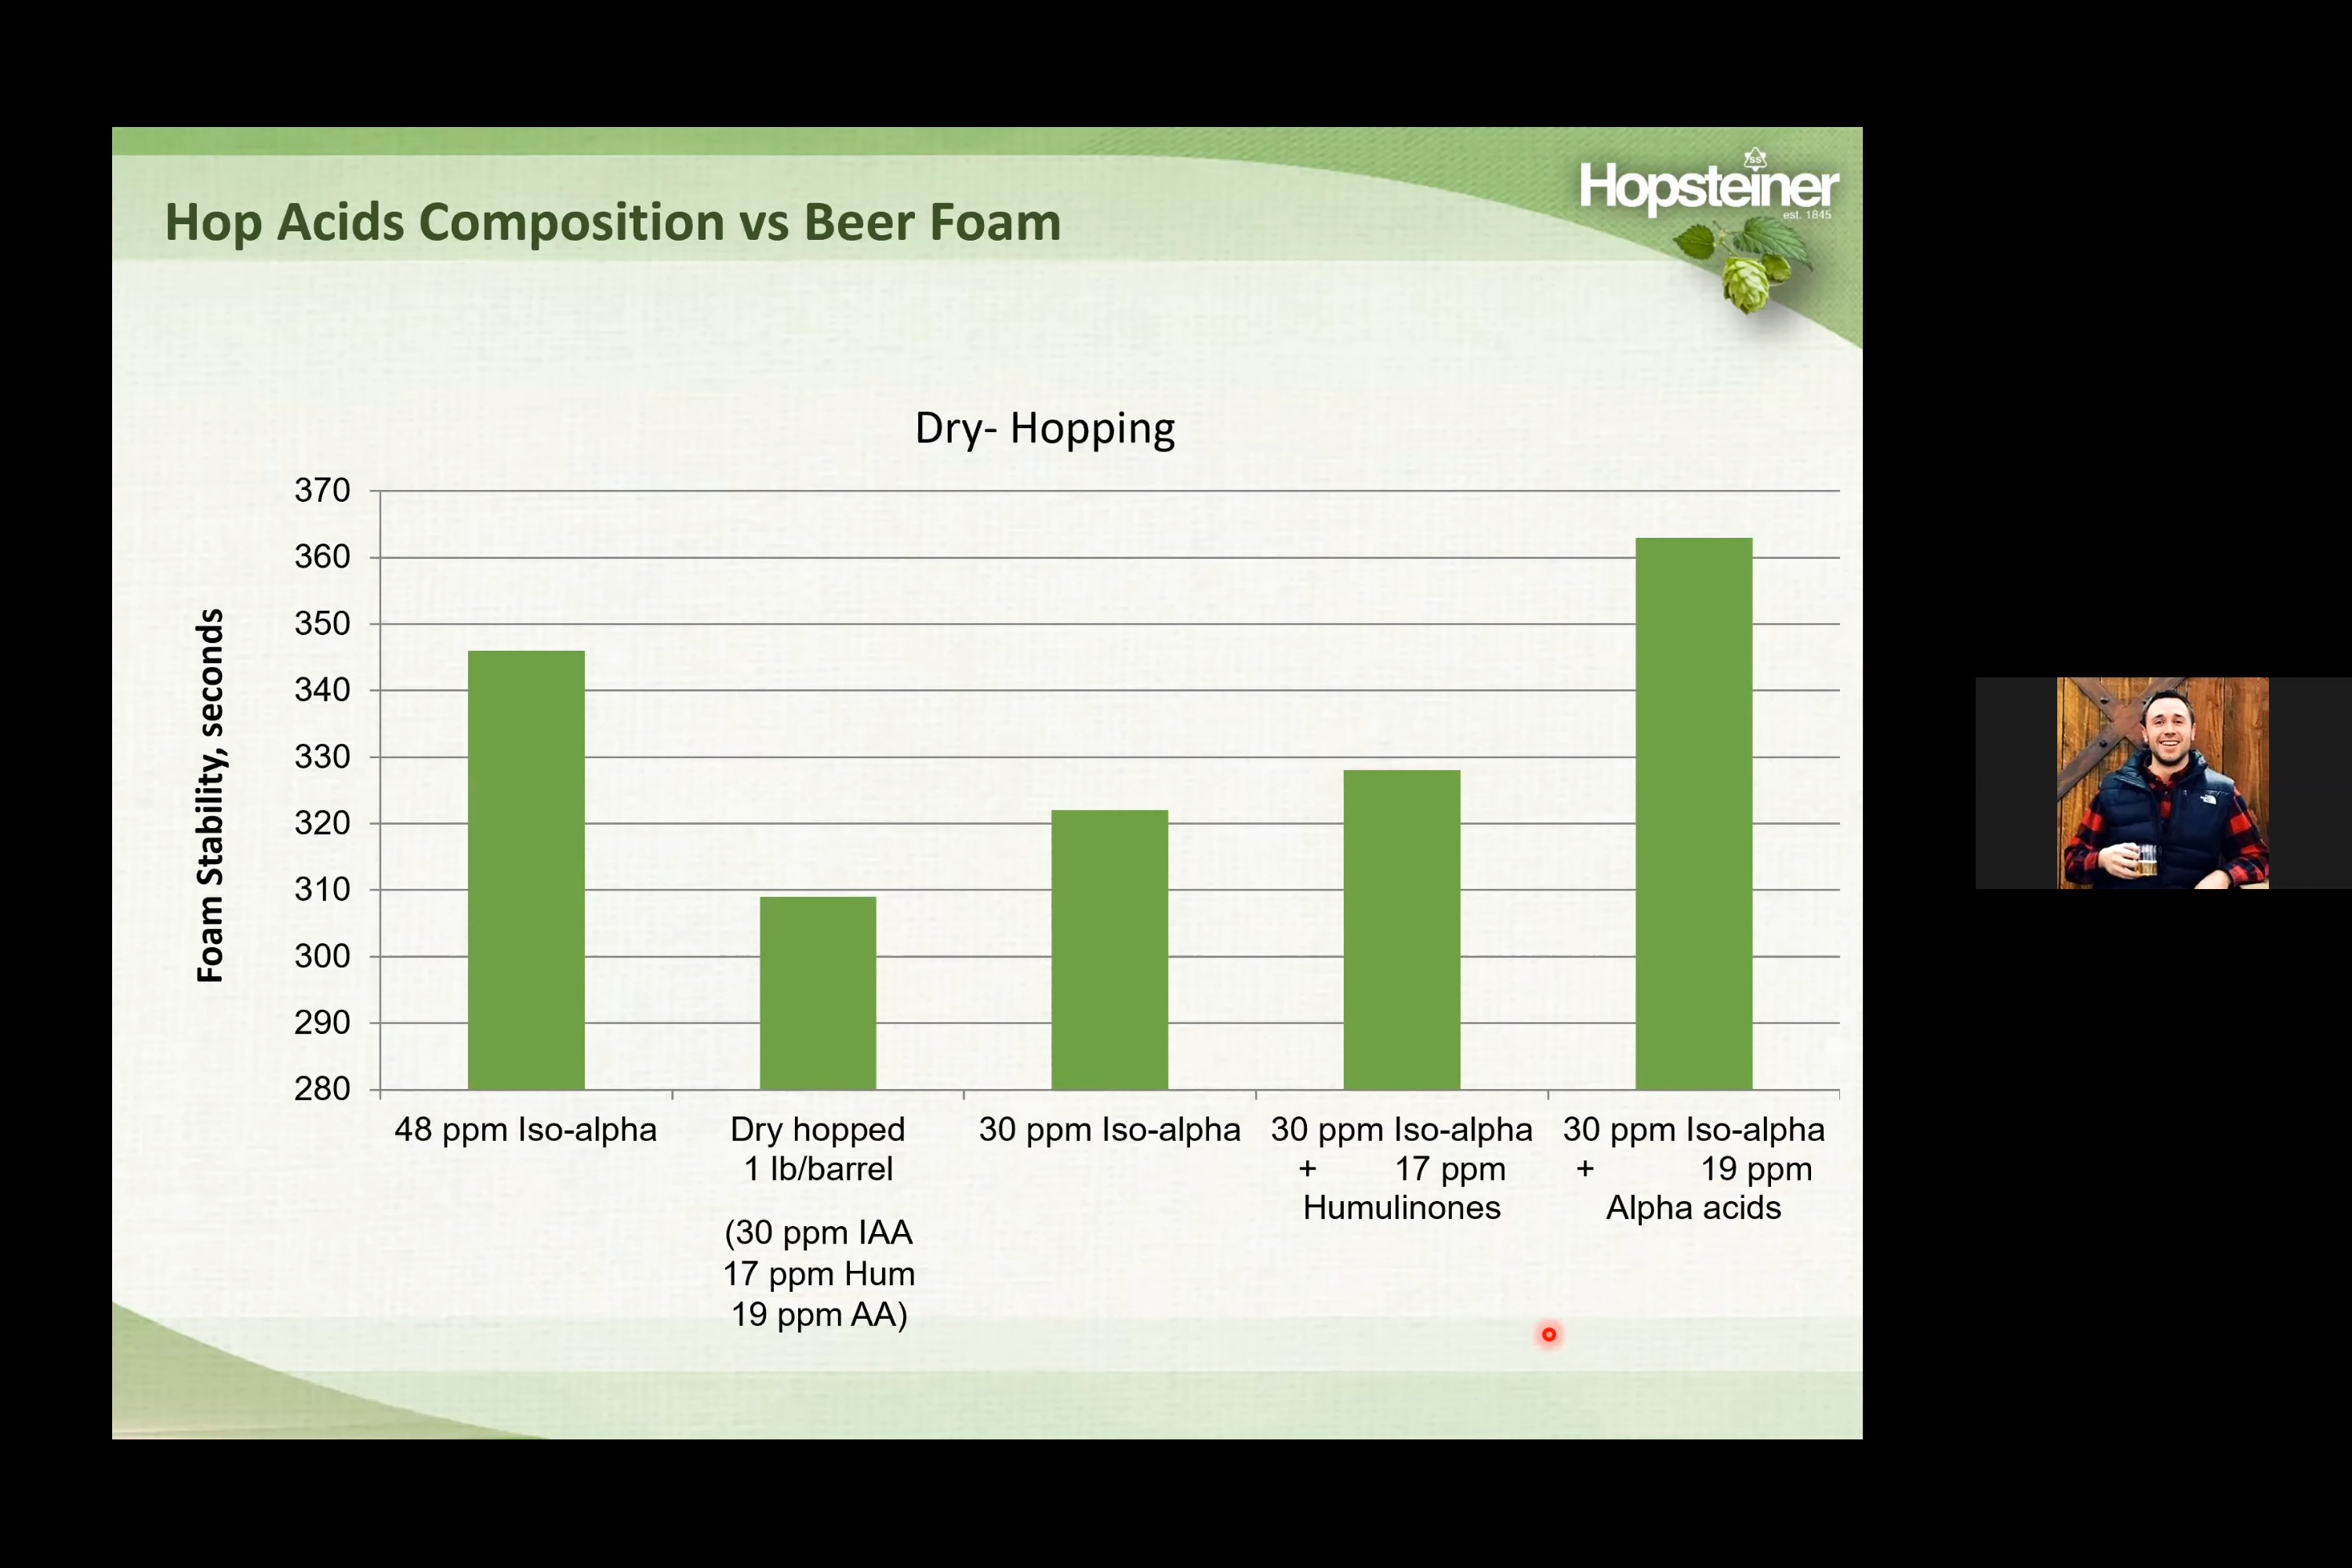 Hopsteiner
est. 1845
SS
Hop Acids Composition vs Beer Foam
Dry- Hopping
Foam Stability, seconds
370
360
350
340
330
320
310
300
290
280
48 ppm Iso-alpha
Dry hopped
1 lb/barrel
(30 ppm IAA
17 ppm Hum
19 ppm AA)
30 ppm Iso-alpha
30 ppm Iso-alpha
+ 17 ppm
Humulinones
30 ppm Iso-alpha
+ 19 ppm
Alpha acids